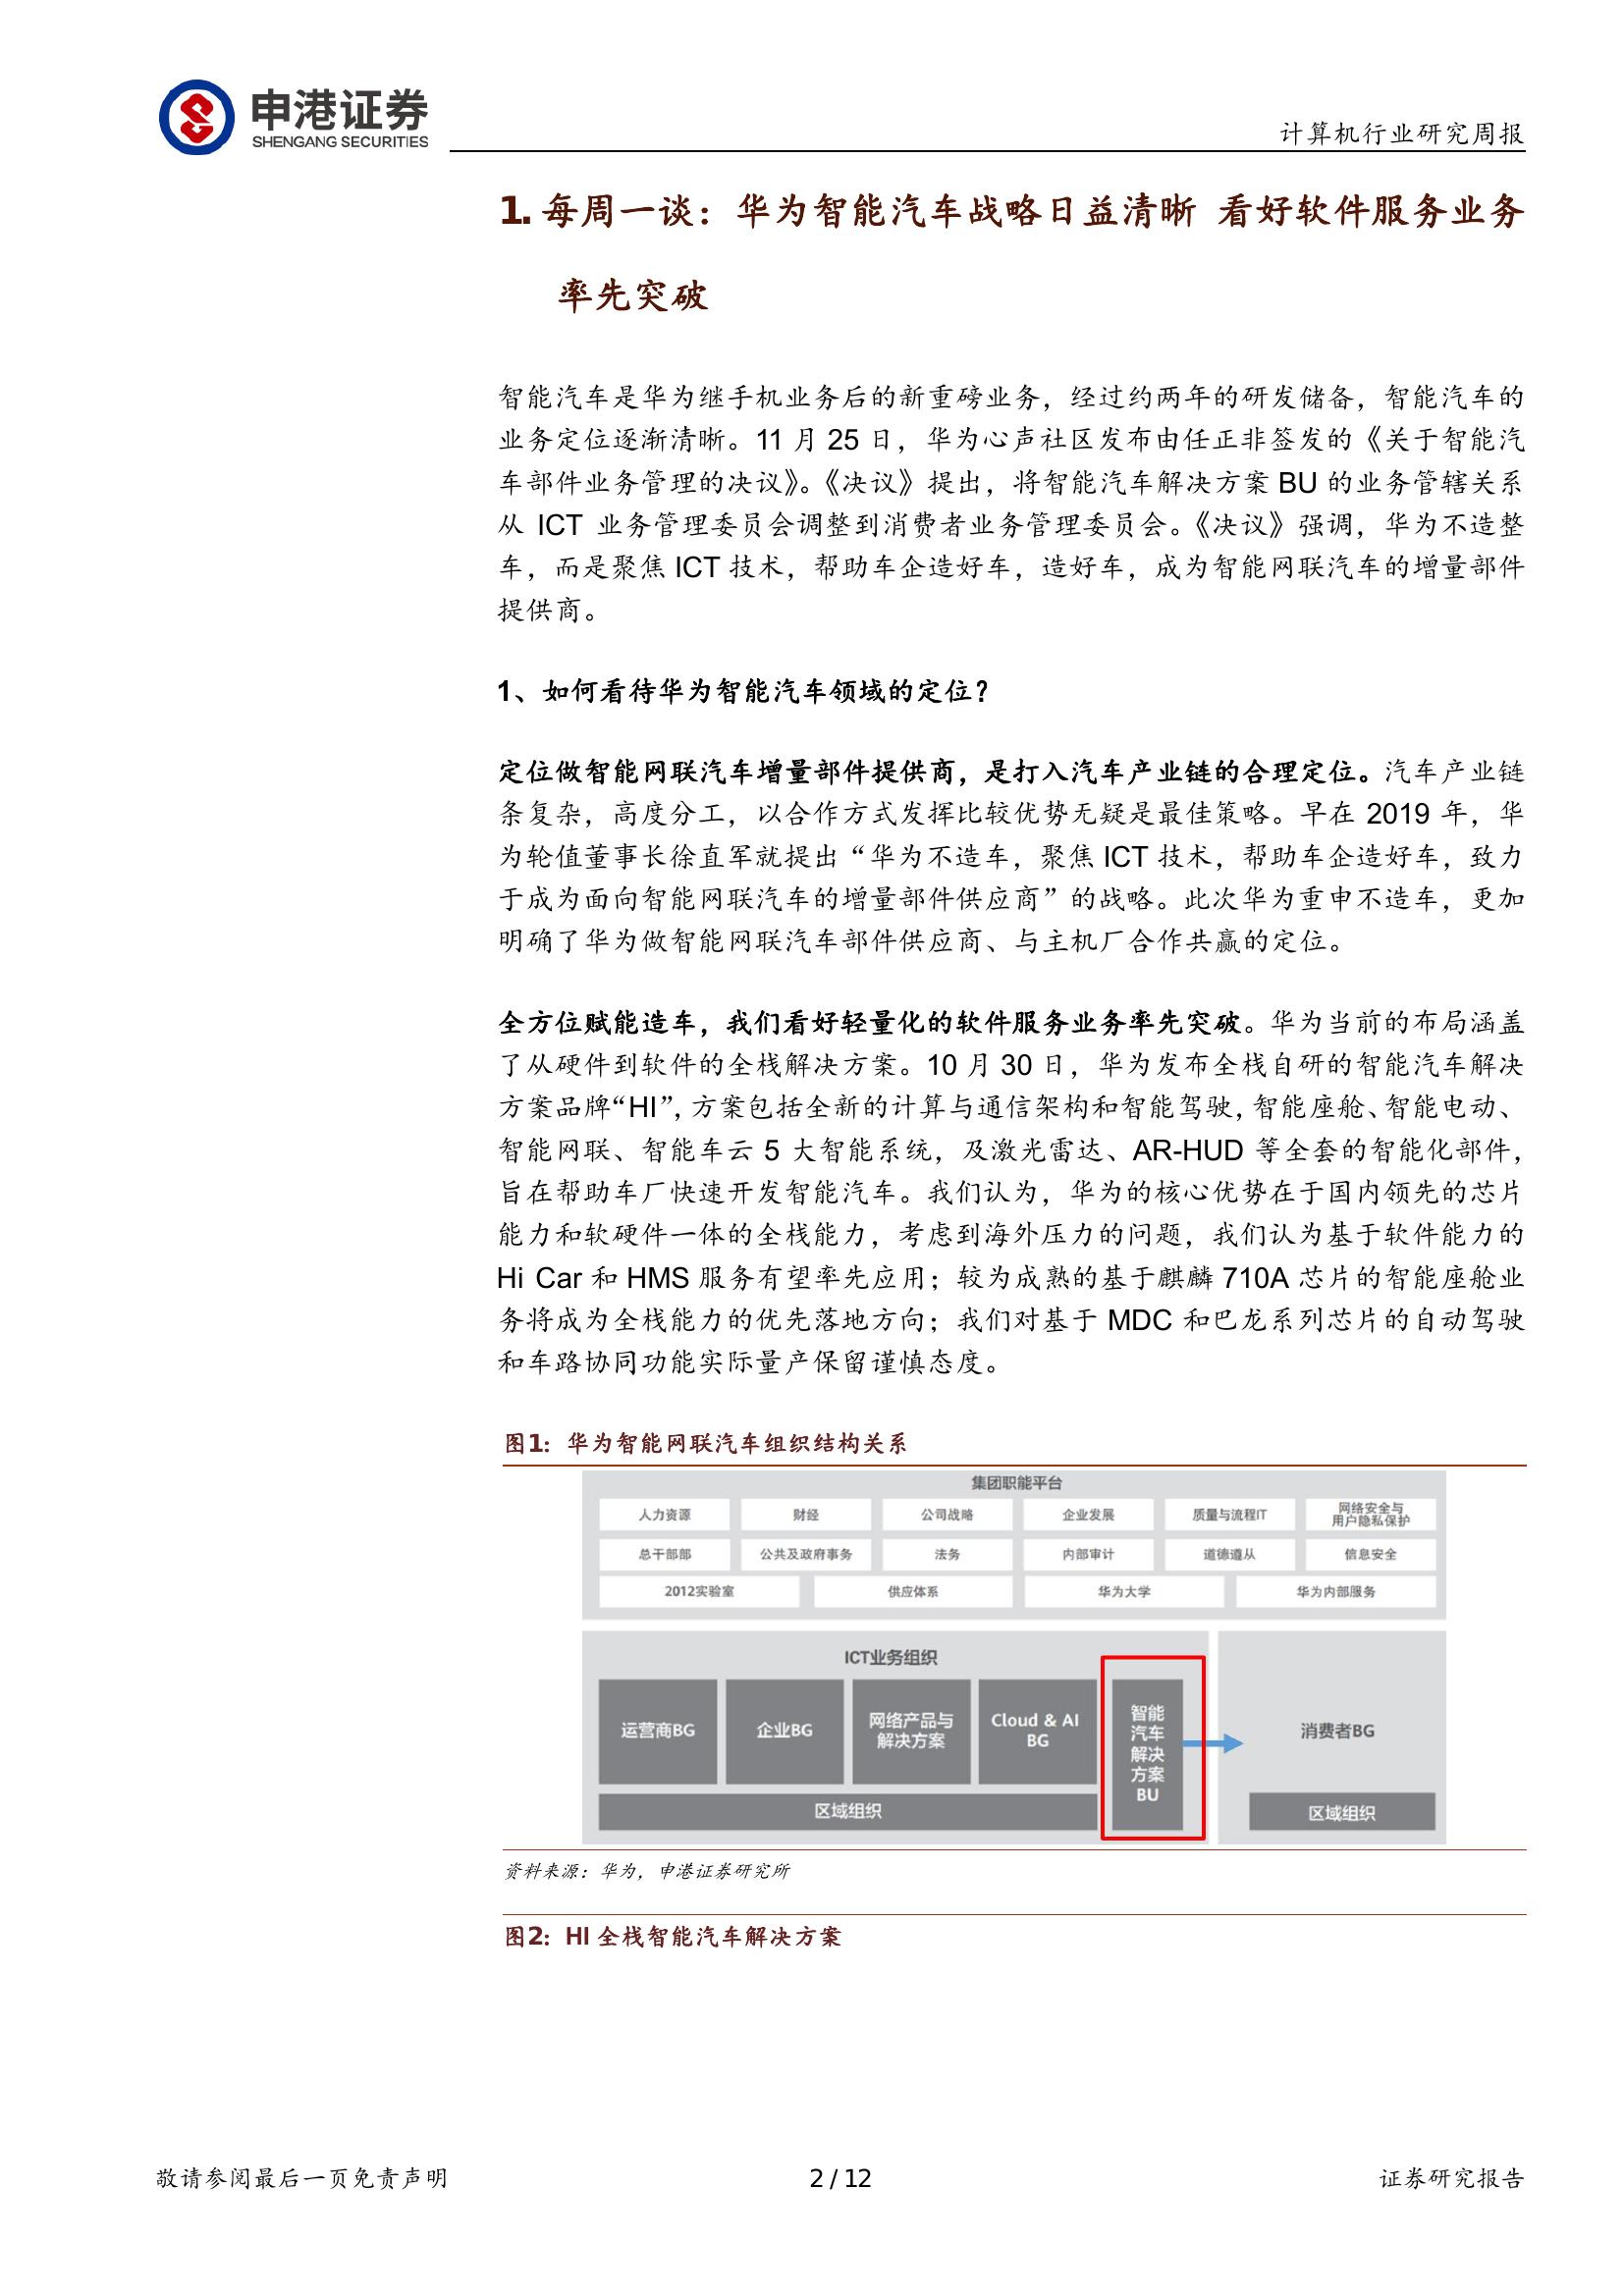 申港证券
SHENGANG SECURITIES
计算机行业研究周报
1. 每周一谈：华为智能汽车战略日益清晰 看好软件服务业务
率先突破
智能汽车是华为继手机业务后的新重磅业务，经过约两年的研发储备，智能汽车的
业务定位逐渐清晰。11 月 25 日，华为心声社区发布由任正非签发的《关于智能汽
车部件业务管理的决议》。《决议》提出，将智能汽车解决方案 BU 的业务管辖关系
从 ICT 业务管理委员会调整到消费者业务管理委员会。《决议》强调，华为不造整
车，而是聚焦 ICT 技术，帮助车企造好车，造好车，成为智能网联汽车的增量部件
提供商。
1、如何看待华为智能汽车领域的定位？
定位做智能网联汽车增量部件提供商，是打入汽车产业链的合理定位。汽车产业链
条复杂，高度分工，以合作方式发挥比较优势无疑是最佳策略。早在 2019 年，华
为轮值董事长徐直军就提出“华为不造车，聚焦 ICT 技术，帮助车企造好车，致力
于成为面向智能网联汽车的增量部件供应商”的战略。此次华为重申不造车，更加
明确了华为做智能网联汽车部件供应商、与主机厂合作共赢的定位。
全方位赋能造车，我们看好轻量化的软件服务业务率先突破。华为当前的布局涵盖
了从硬件到软件的全栈解决方案。10 月 30 日，华为发布全栈自研的智能汽车解决
方案品牌“HI”，方案包括全新的计算与通信架构和智能驾驶，智能座舱、智能电动、
智能网联、智能车云 5 大智能系统，及激光雷达、AR-HUD 等全套的智能化部件，
旨在帮助车厂快速开发智能汽车。我们认为，华为的核心优势在于国内领先的芯片
能力和软硬件一体的全栈能力，考虑到海外压力的问题，我们认为基于软件能力的
Hi Car 和 HMS 服务有望率先应用；较为成熟的基于麒麟 710A 芯片的智能座舱业
务将成为全栈能力的优先落地方向；我们对基于 MDC 和巴龙系列芯片的自动驾驶
和车路协同功能实际量产保留谨慎态度。
图1：华为智能网联汽车组织结构关系
集团职能平台
人力资源 财经 公司战略 企业发展 质量与流程IT 网络安全与
用户隐私保护
总干部部 公共及政府事务 法务 内部审计 道德遵从 信息安全
2012实验室 供应体系 华为大学 华为内部服务
ICT业务组织
运营商BG
企业BG
网络产品与
解决方案
Cloud & AI
BG
智能
汽车
解决
方案
BU
消费者BG
区域组织
区域组织
资料来源：华为，申港证券研究所
图2：HI 全栈智能汽车解决方案
敬请参阅最后一页免责声明
2 / 12
证券研究报告